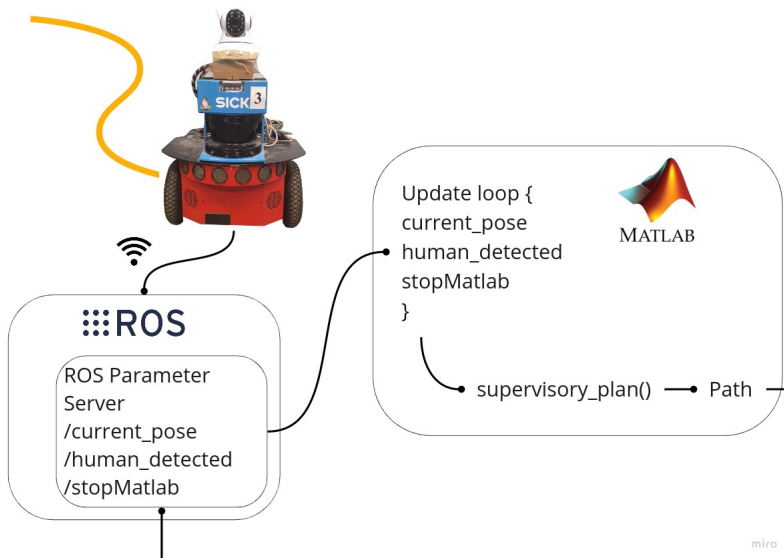 SICK
3
Update loop {
current_pose
human_detected
stopMatlab
}
MATLAB
ROS
ROS Parameter
Server
/current_pose
/human_detected
/stopMatlab
supervisory_plan()
Path
miro